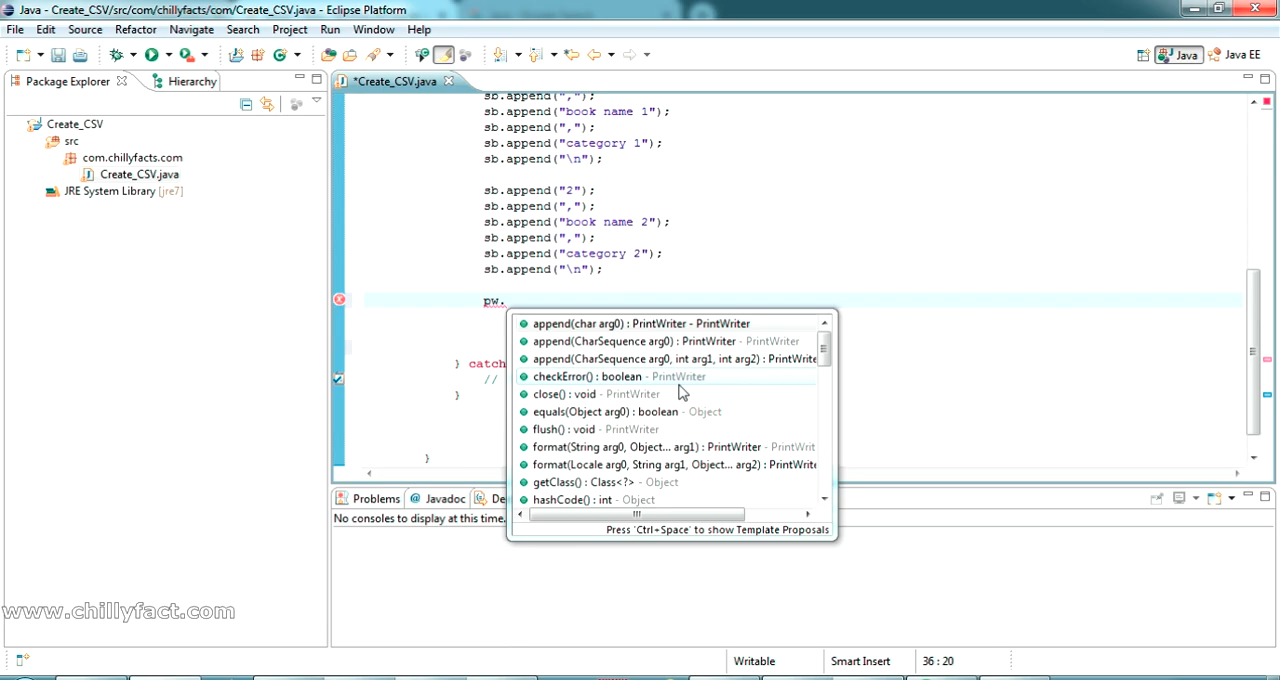 Java - Create_CSV/src/com/chillyfacts/com/Create_CSV.java - Eclipse Platform
File Edit Source Refactor Navigate Search Project Run Window Help
Java Java EE
Package Explorer Hierarchy
*Create_CSV.java
Create_CSV
src
com.chillyfacts.com
Create_CSV.java
JRE System Library [jre7]
sb.append(",");
sb.append("book name 1");
sb.append(",");
sb.append("category 1");
sb.append("\n");
sb.append("2");
sb.append(",");
sb.append("book name 2");
sb.append(",");
sb.append("category 2");
sb.append("\n");
pw.
} catch
//
}
}
append(char arg0) : PrintWriter - PrintWriter
append(CharSequence arg0) : PrintWriter - PrintWriter
append(CharSequence arg0, int arg1, int arg2) : PrintWrite
checkError() : boolean - PrintWriter
close() : void - PrintWriter
equals(Object arg0) : boolean - Object
flush() : void - PrintWriter
format(String arg0, Object... arg1) : PrintWriter - PrintWrit
format(Locale arg0, String arg1, Object... arg2) : PrintWrite
getClass() : Class<?> - Object
hashCode() : int - Object
Press 'Ctrl+Space' to show Template Proposals
Problems @ Javadoc De
No consoles to display at this time.
www.chillyfact.com
Writable Smart Insert 36 : 20